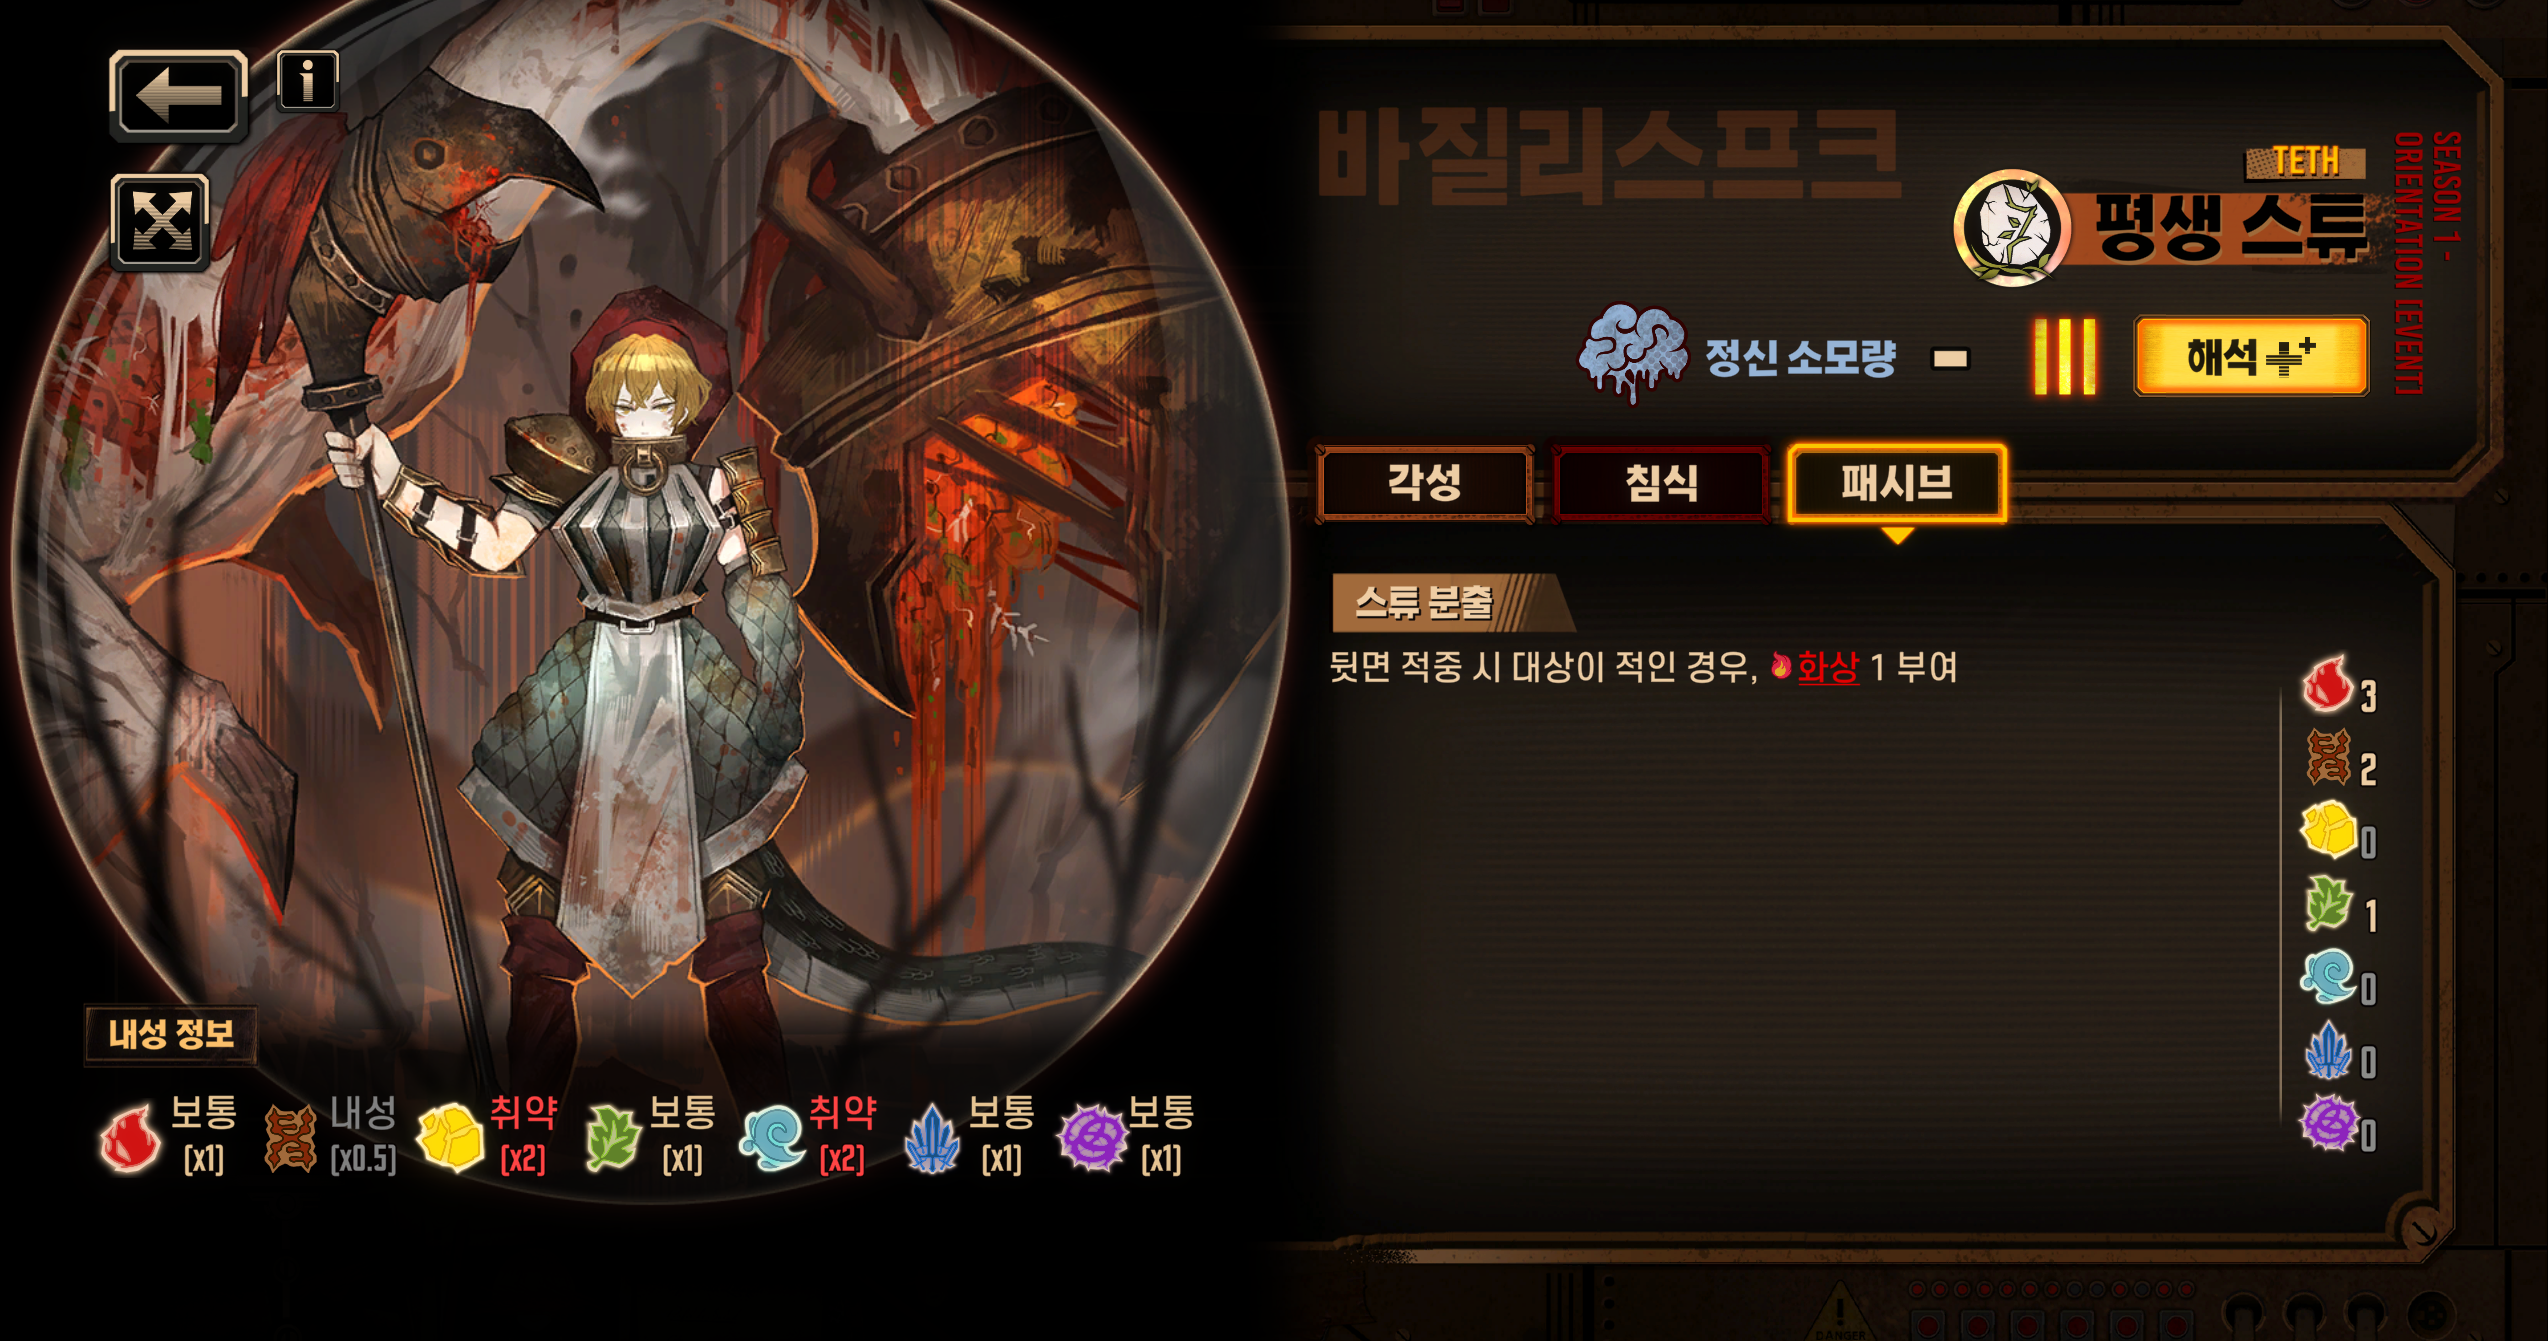 바질리스프크
TETH
평생 스튜
SEASON 1 -
ORIENTATION [EVENT]
정신 소모량
해석
각성
침식
패시브
스튜 분출
뒷면 적중 시 대상이 적인 경우, 화상 1 부여
3
2
0
1
0
0
0
내성 정보
보통 내성 취약 보통 취약 보통 보통
[x1] [x0.5] [x2] [x1] [x2] [x1] [x1]
DANGER